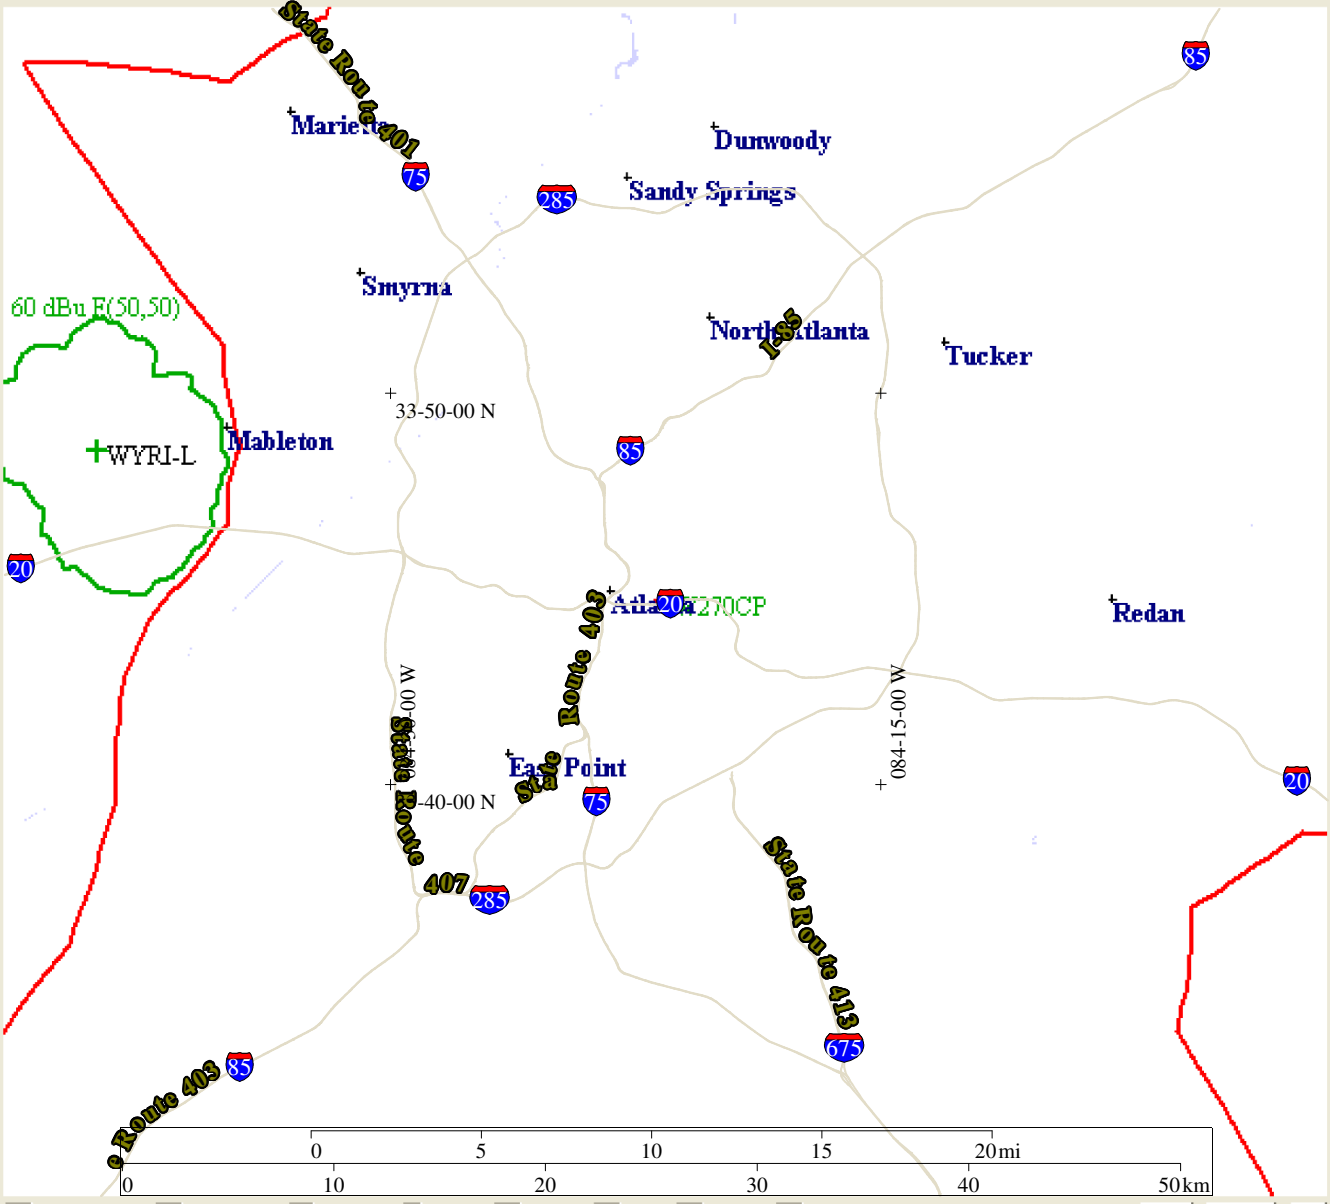 State Route 401
85
Marietta
Dunwoody
75
Sandy Springs
285
Smyrna
60 dBu F(50,50)
North Atlanta
I-85
Tucker
33-50-00 N
Mableton
WYRI-L
85
20
Atlanta
20
270CP
Redan
State Route 403
084-15-00 W
State Route 407
East Point
-40-00 N
75
20
285
State Route 413
675
85
e Route 403
0 5 10 15 20mi
0 10 20 30 40 50km